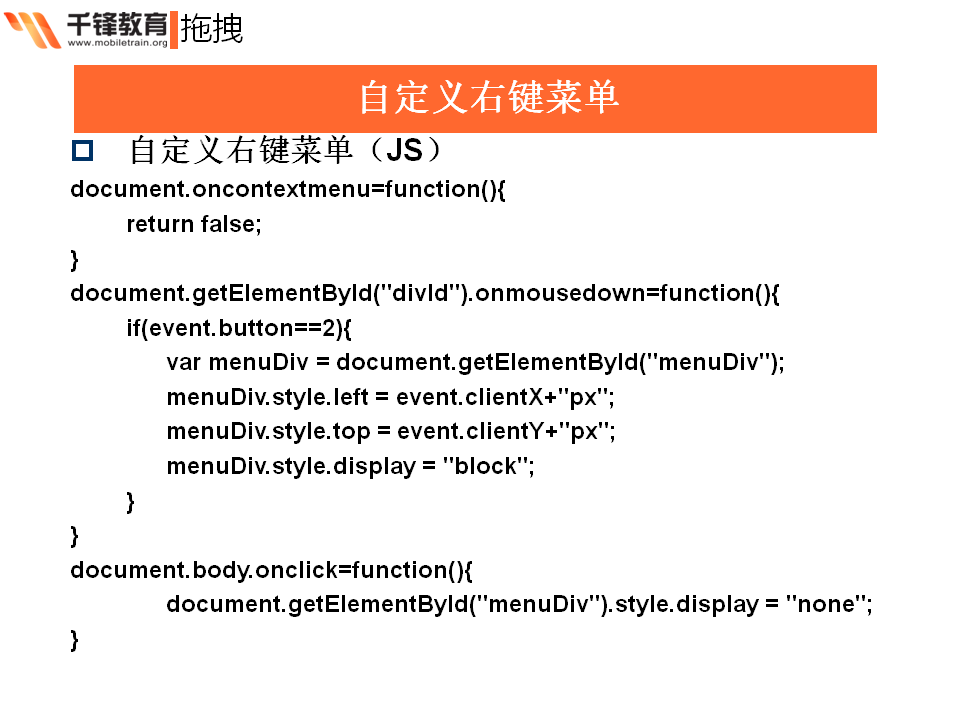 千锋教育 拖拽
www.mobiletrain.org
自定义右键菜单
自定义右键菜单（JS）
document.oncontextmenu=function(){
return false;
}
document.getElementById("divId").onmousedown=function(){
if(event.button==2){
var menuDiv = document.getElementById("menuDiv");
menuDiv.style.left = event.clientX+"px";
menuDiv.style.top = event.clientY+"px";
menuDiv.style.display = "block";
}
}
document.body.onclick=function(){
document.getElementById("menuDiv").style.display = "none";
}